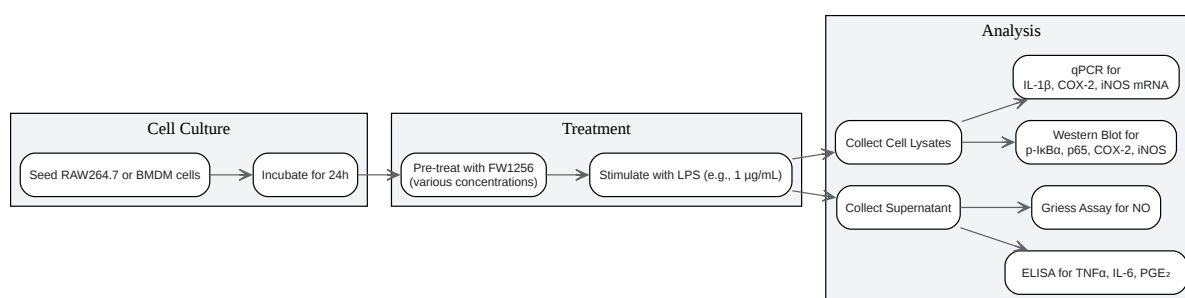 Cell Culture
Seed RAW264.7 or BMDM cells
Incubate for 24h
Treatment
Pre-treat with FW1256
(various concentrations)
Stimulate with LPS (e.g., 1 µg/mL)
Analysis
Collect Cell Lysates
qPCR for
IL-1β, COX-2, iNOS mRNA
Western Blot for
p-IκBα, p65, COX-2, iNOS
Collect Supernatant
Griess Assay for NO
ELISA for TNFα, IL-6, PGE₂